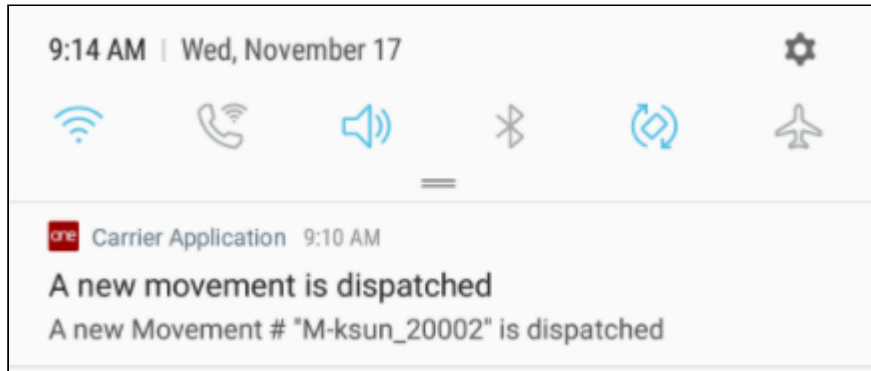 9:14 AM | Wed, November 17
one Carrier Application 9:10 AM
A new movement is dispatched
A new Movement # "M-ksun_20002" is dispatched